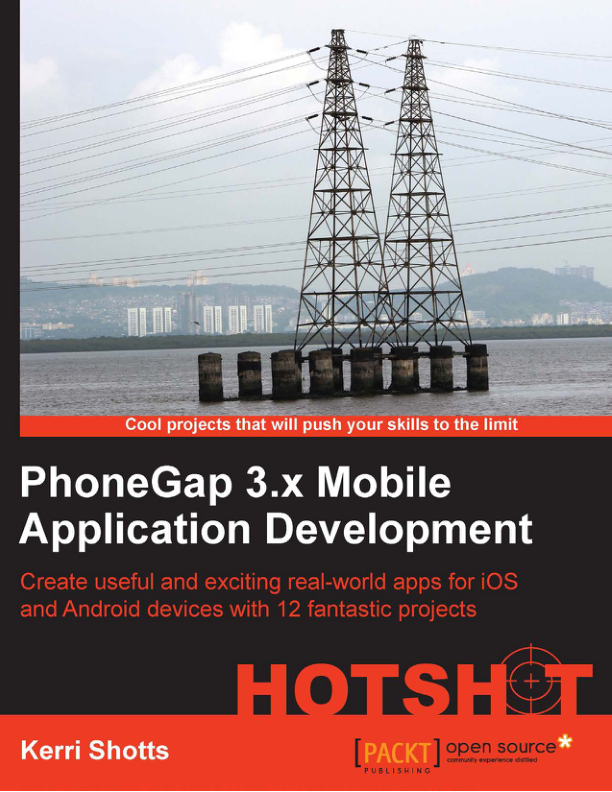 Cool projects that will push your skills to the limit
PhoneGap 3.x Mobile
Application Development
Create useful and exciting real-world apps for iOS
and Android devices with 12 fantastic projects
HOTSHOT
Kerri Shotts
[PACKT] open source*
PUBLISHING community experience distilled